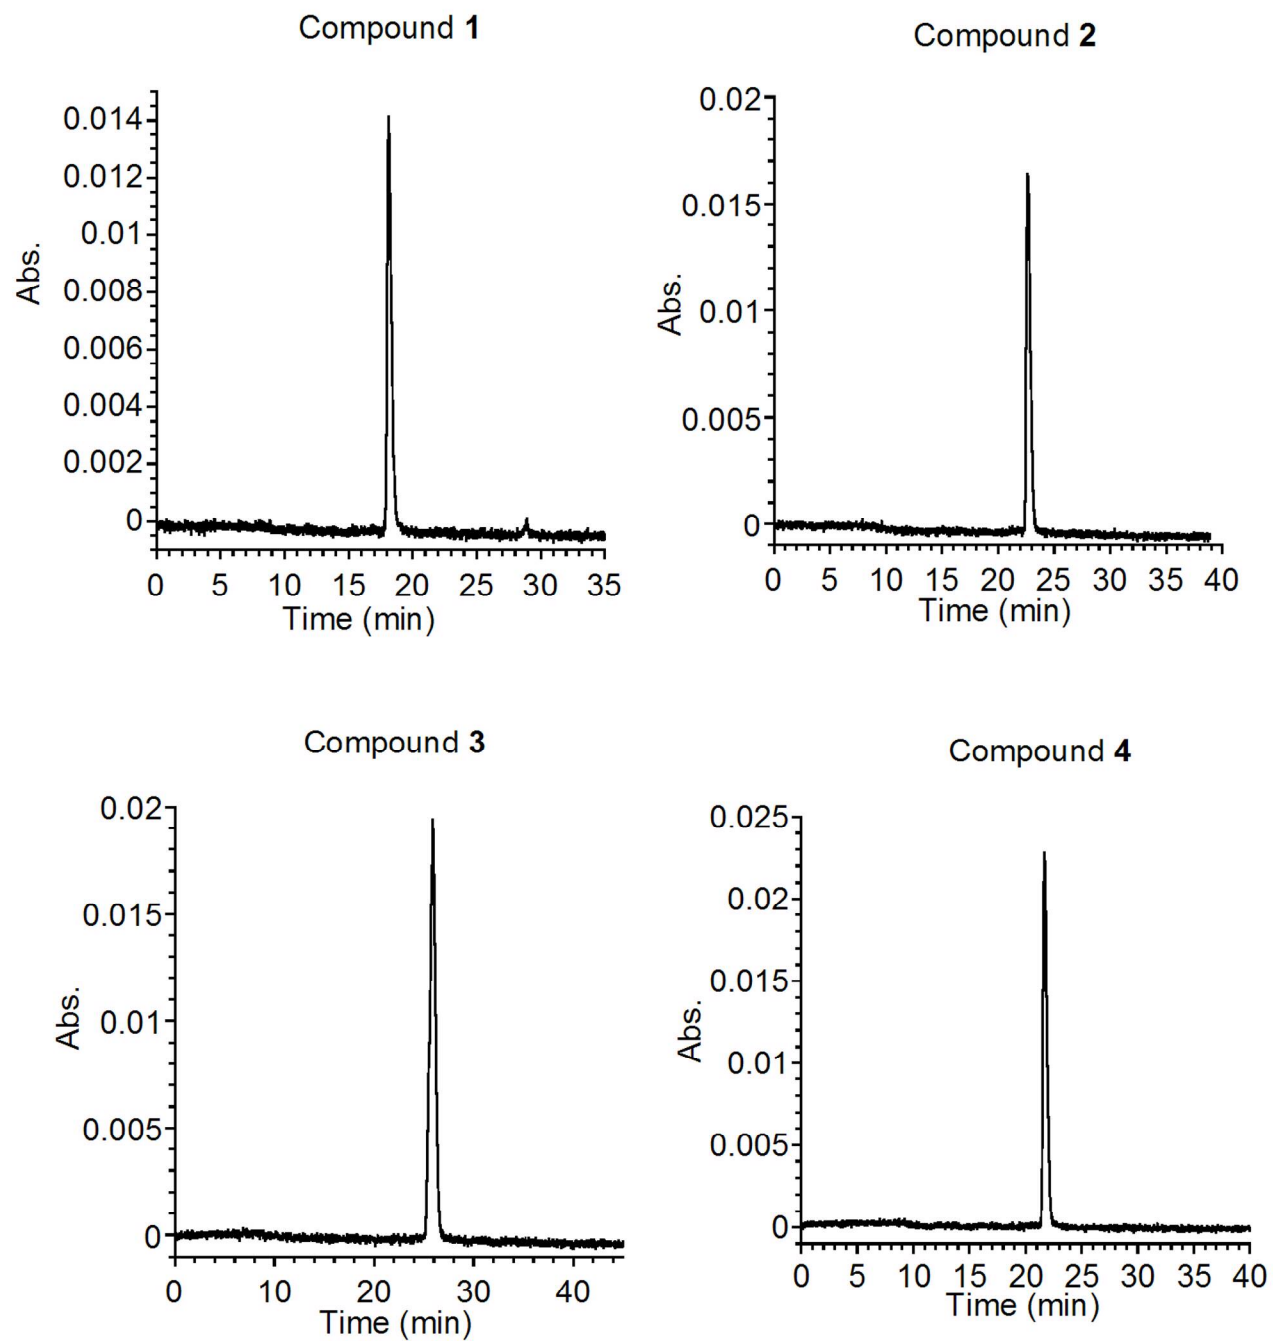 Compound 1
0.014
0.012
0.01
0.008
0.006
0.004
0.002
0
Abs.
0 5 10 15 20 25 30 35
Time (min)
Compound 2
0.02
0.015
0.01
0.005
0
Abs.
0 5 10 15 20 25 30 35 40
Time (min)
Compound 3
0.02
0.015
0.01
0.005
0
Abs.
0 10 20 30 40
Time (min)
Compound 4
0.025
0.02
0.015
0.01
0.005
0
Abs.
0 5 10 15 20 25 30 35 40
Time (min)